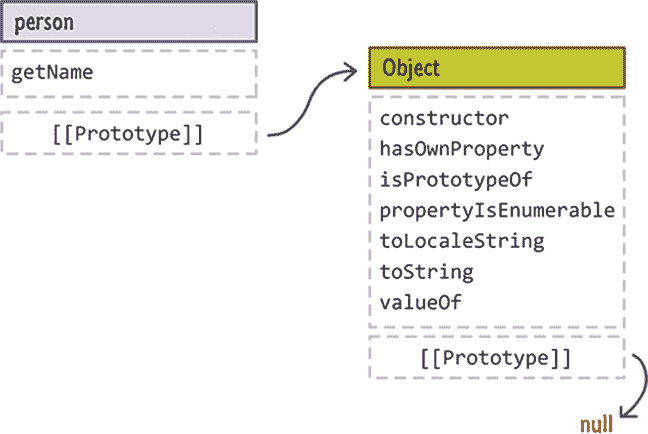 person
getName
[[Prototype]]
Object
constructor
hasOwnProperty
isPrototypeOf
propertyIsEnumerable
toLocaleString
toString
valueOf
[[Prototype]]
null